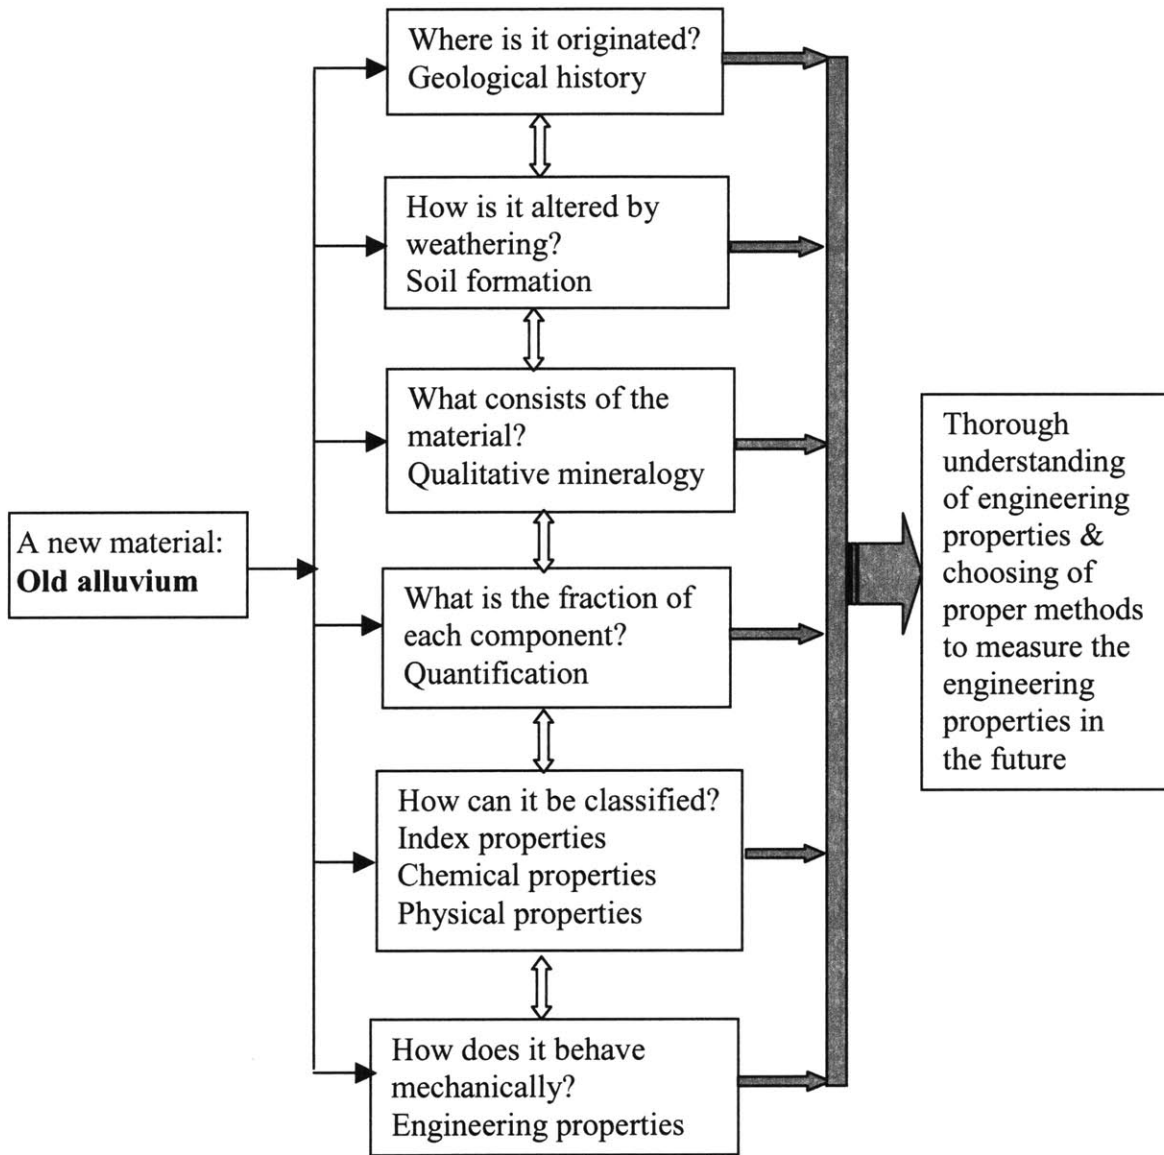 Where is it originated?
Geological history
How is it altered by
weathering?
Soil formation
What consists of the
material?
Qualitative mineralogy
A new material:
Old alluvium
What is the fraction of
each component?
Quantification
How can it be classified?
Index properties
Chemical properties
Physical properties
How does it behave
mechanically?
Engineering properties
Thorough
understanding
of engineering
properties &
choosing of
proper methods
to measure the
engineering
properties in
the future